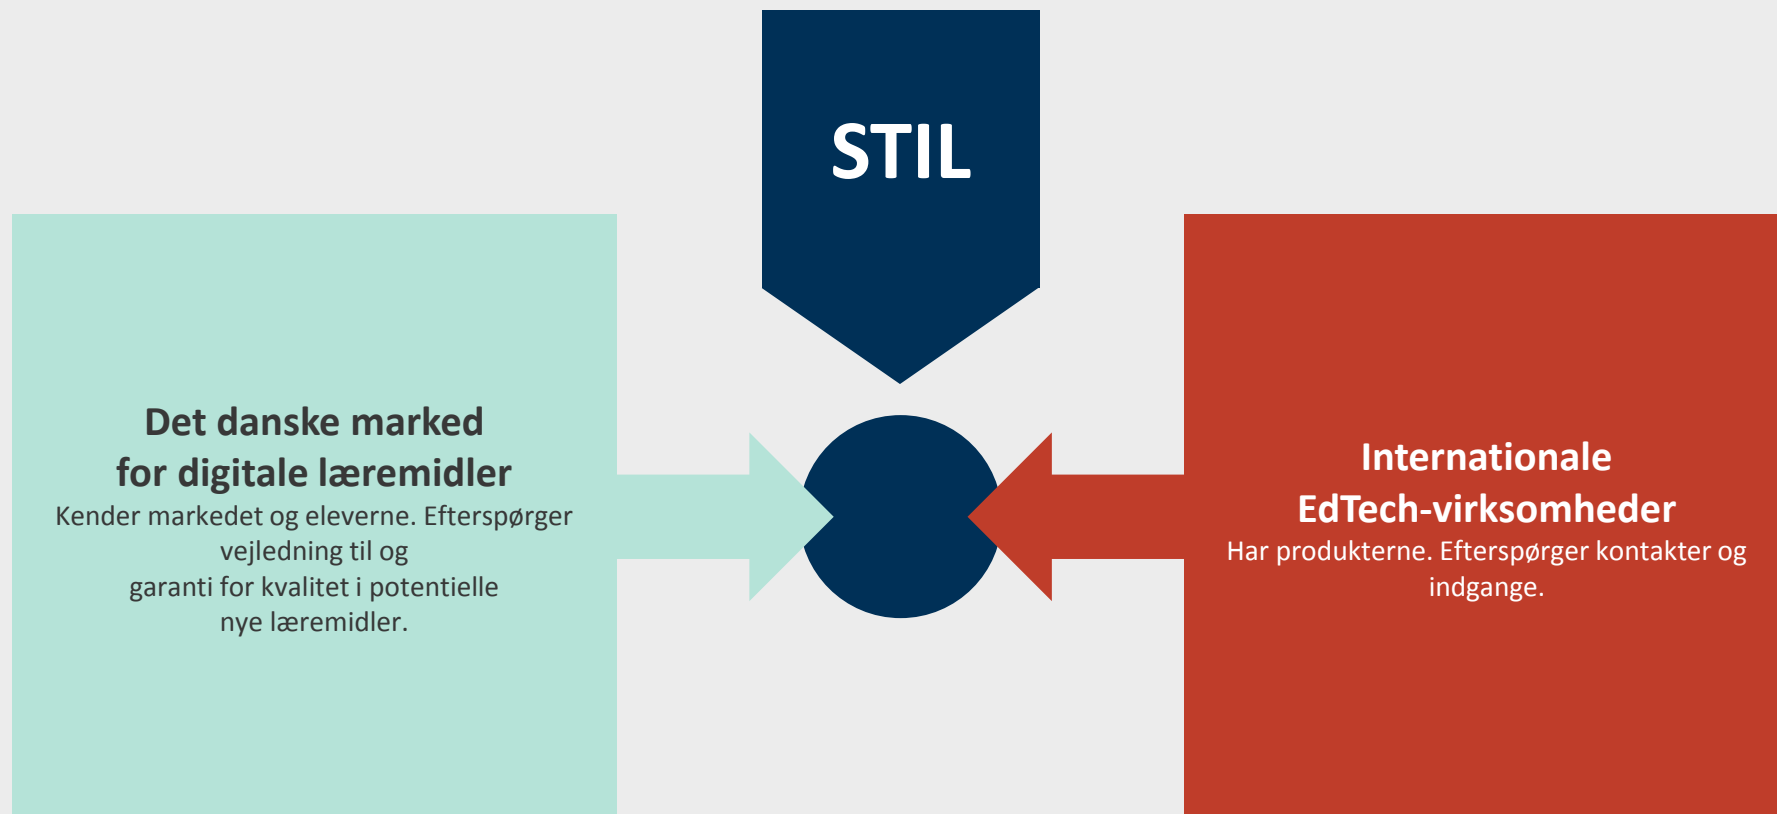 STIL
Det danske marked
for digitale læremidler
Kender markedet og eleverne. Efterspørger
vejledning til og
garanti for kvalitet i potentielle
nye læremidler.
Internationale
EdTech-virksomheder
Har produkterne. Efterspørger kontakter og
indgange.